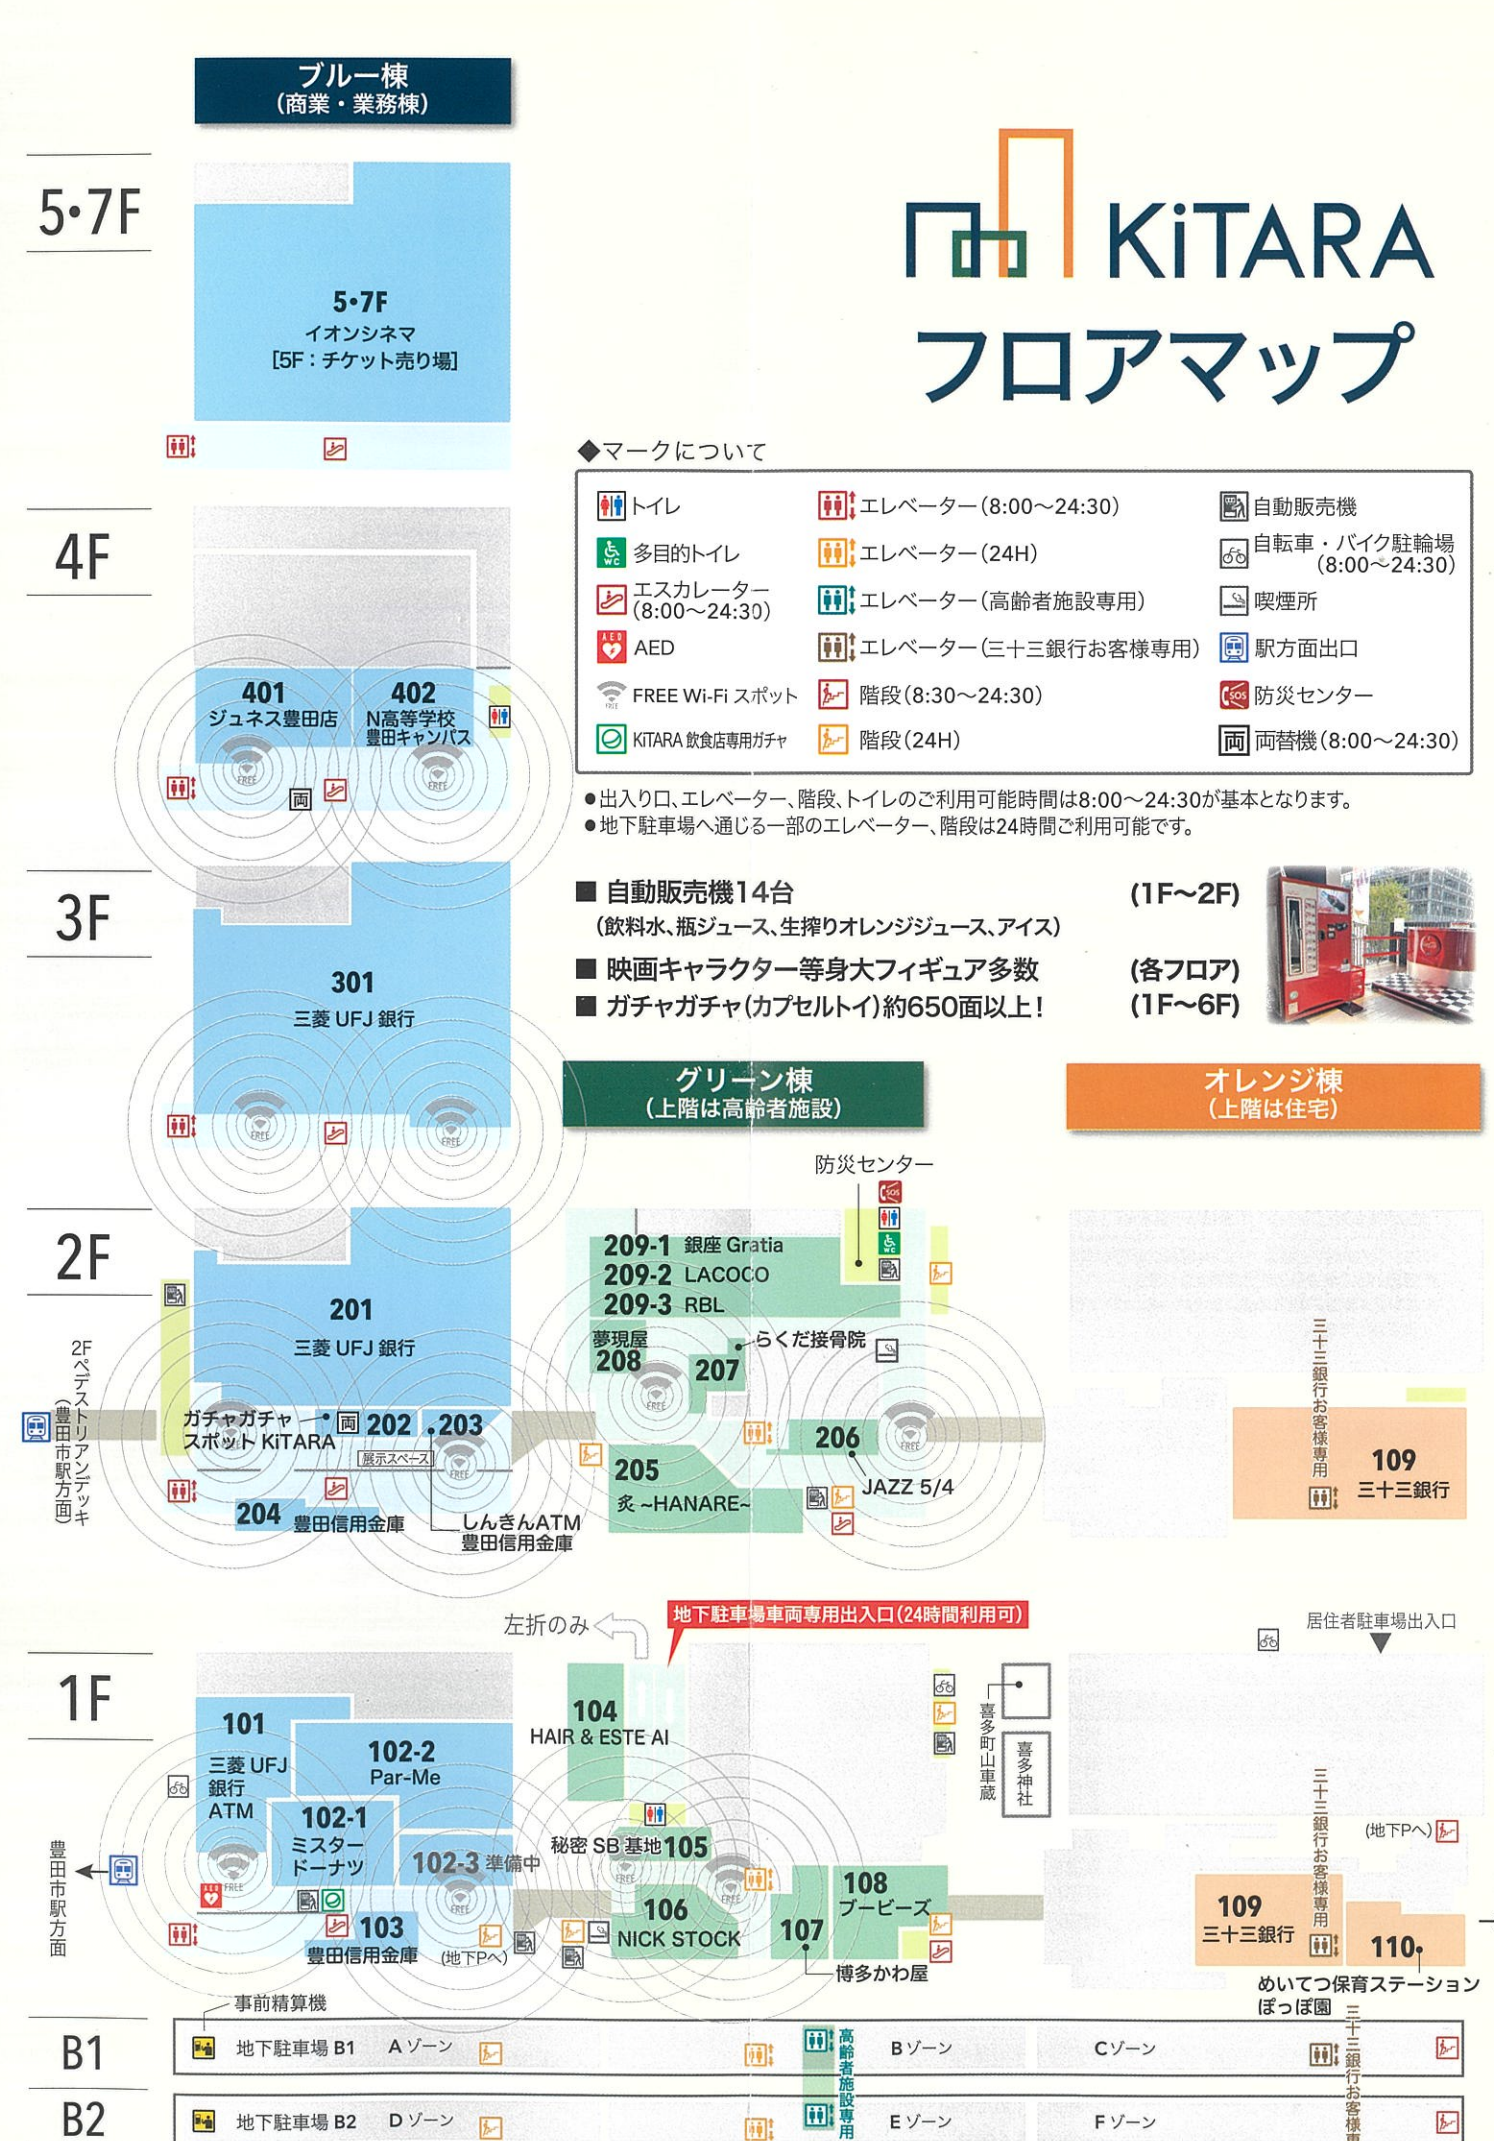 ブルー棟
(商業・業務棟)
5・7F
5・7F
イオンシネマ
[5F：チケット売り場]
KiTARA
フロアマップ
◆マークについて
トイレ
多目的トイレ
WC
エスカレーター
(8:00〜24:30)
AED
AED
FREE Wi-Fi スポット
FREE
KiTARA 飲食店専用ガチャ
エレベーター(8:00〜24:30)
エレベーター(24H)
エレベーター(高齢者施設専用)
エレベーター(三十三銀行お客様専用)
階段(8:30〜24:30)
階段(24H)
自動販売機
自転車・バイク駐輪場
(8:00〜24:30)
喫煙所
駅方面出口
SOS 防災センター
両 両替機(8:00〜24:30)
●出入り口、エレベーター、階段、トイレのご利用可能時間は8:00〜24:30が基本となります。
●地下駐車場へ通じる一部のエレベーター、階段は24時間ご利用可能です。
4F
401
ジュネス豊田店
402
N高等学校
豊田キャンパス
FREE
FREE
両
■ 自動販売機14台 (1F〜2F)
(飲料水、瓶ジュース、生搾りオレンジジュース、アイス)
■ 映画キャラクター等身大フィギュア多数 (各フロア)
■ ガチャガチャ(カプセルトイ)約650面以上! (1F〜6F)
3F
301
三菱 UFJ 銀行
FREE
FREE
グリーン棟
(上階は高齢者施設)
オレンジ棟
(上階は住宅)
2F
201
三菱 UFJ 銀行
2Fペデストリアンデッキ
(豊田市駅方面)
ガチャガチャ
スポット KiTARA
両 202
203
展示スペース
FREE
204 豊田信用金庫
しんきんATM
豊田信用金庫
防災センター
SOS
WC
209-1 銀座 Gratia
209-2 LACOCO
209-3 RBL
夢現屋
208
207
らくだ接骨院
FREE
FREE
206
JAZZ 5/4
205
炙 ~HANARE~
三十三銀行お客様専用
109
三十三銀行
1F
左折のみ
地下駐車場車両専用出入口(24時間利用可)
居住者駐車場出入口
101
三菱 UFJ
銀行
ATM
102-2
Par-Me
102-1
ミスター
ドーナツ
102-3 準備中
FREE
FREE
AED
豊田市駅方面
103
豊田信用金庫
(地下Pへ)
104
HAIR & ESTE AI
秘密 SB 基地 105
FREE
FREE
106
NICK STOCK
107
博多かわ屋
108
ブービーズ
喜多町山車蔵
喜多神社
三十三銀行お客様専用
(地下Pへ)
109
三十三銀行
110
めいてつ保育ステーション
ぽっぽ園
事前精算機
B1
地下駐車場 B1
A ゾーン
高齢者施設専用
B ゾーン
C ゾーン
三十三銀行お客様専
B2
地下駐車場 B2
D ゾーン
E ゾーン
F ゾーン